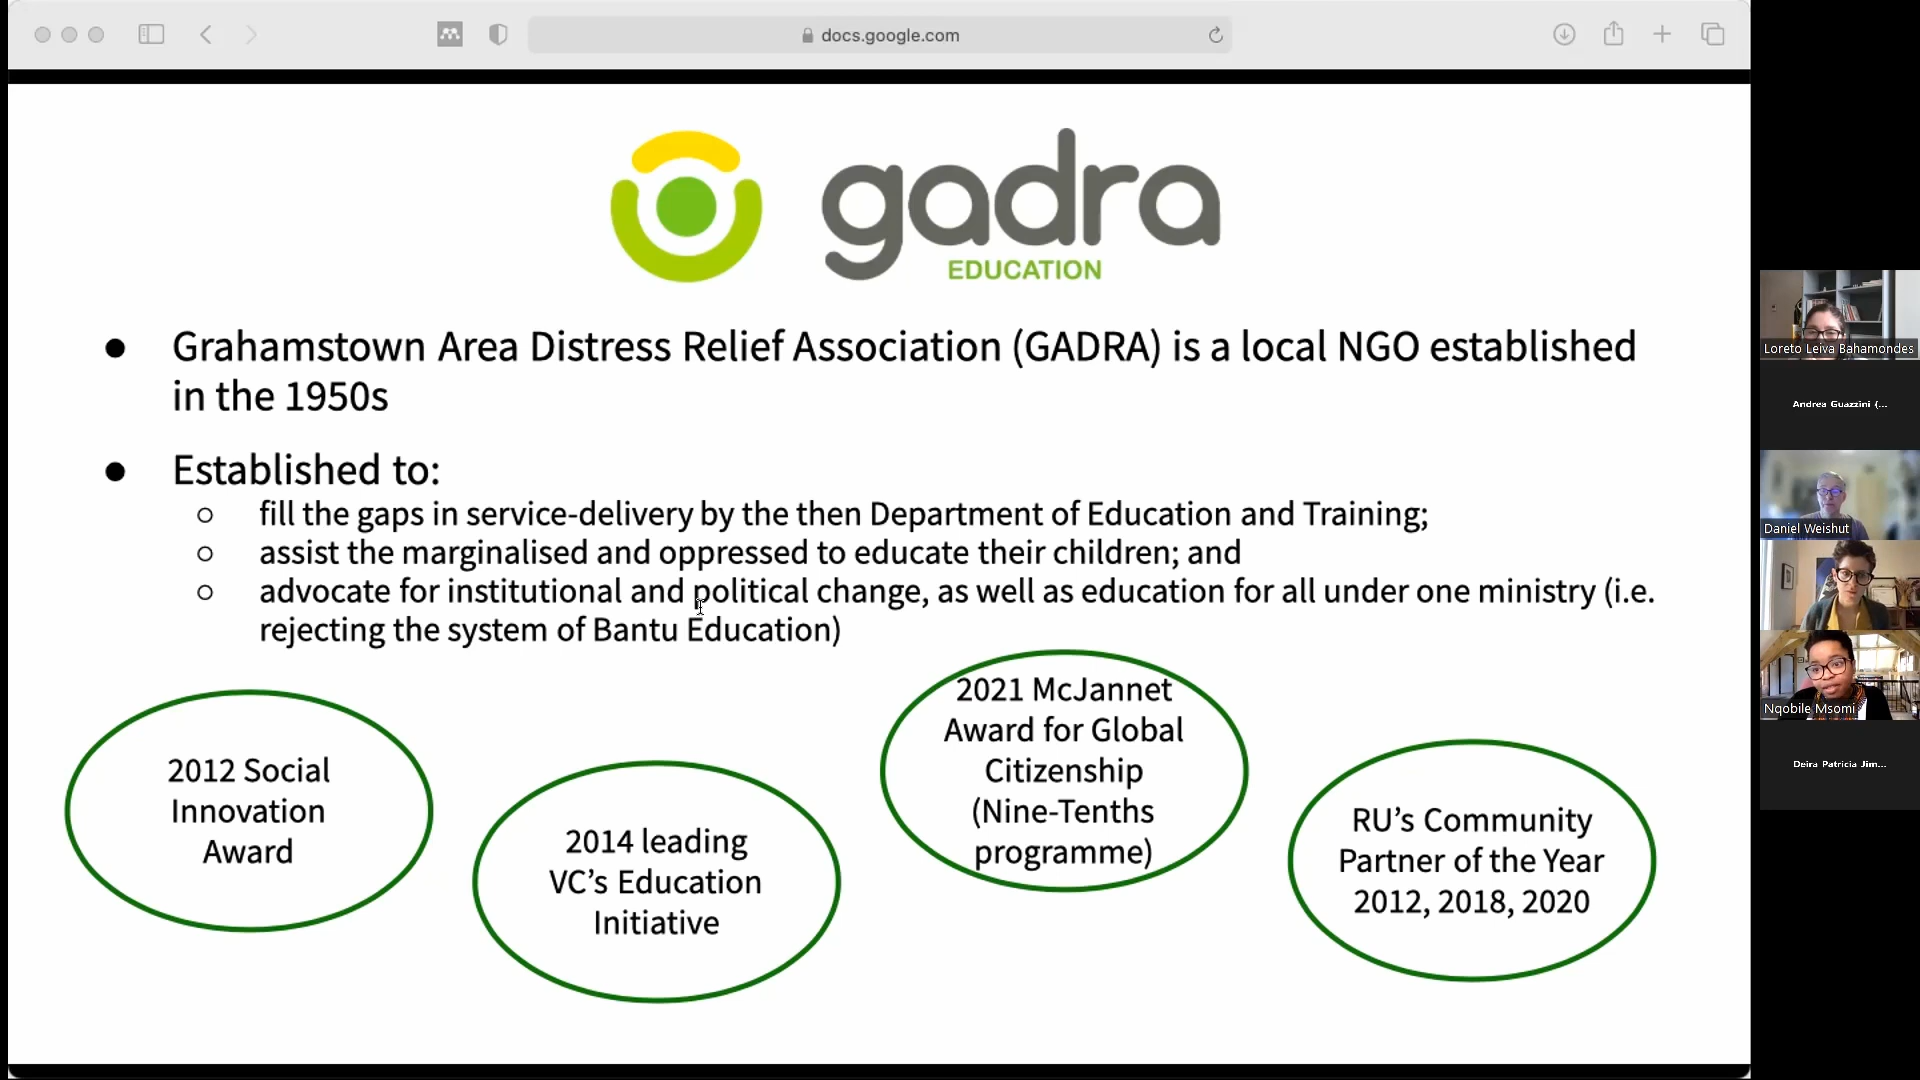 docs.google.com
gadra
EDUCATION
● Grahamstown Area Distress Relief Association (GADRA) is a local NGO established
in the 1950s
● Established to:
○ fill the gaps in service-delivery by the then Department of Education and Training;
○ assist the marginalised and oppressed to educate their children; and
○ advocate for institutional and political change, as well as education for all under one ministry (i.e.
rejecting the system of Bantu Education)
2012 Social
Innovation
Award
2014 leading
VC’s Education
Initiative
2021 McJannet
Award for Global
Citizenship
(Nine-Tenths
programme)
RU’s Community
Partner of the Year
2012, 2018, 2020
Loreto Leiva Bahamondes
Andrea Guazzini (...
Daniel Weishut
Nqobile Msomi
Deira Patricia Jim...